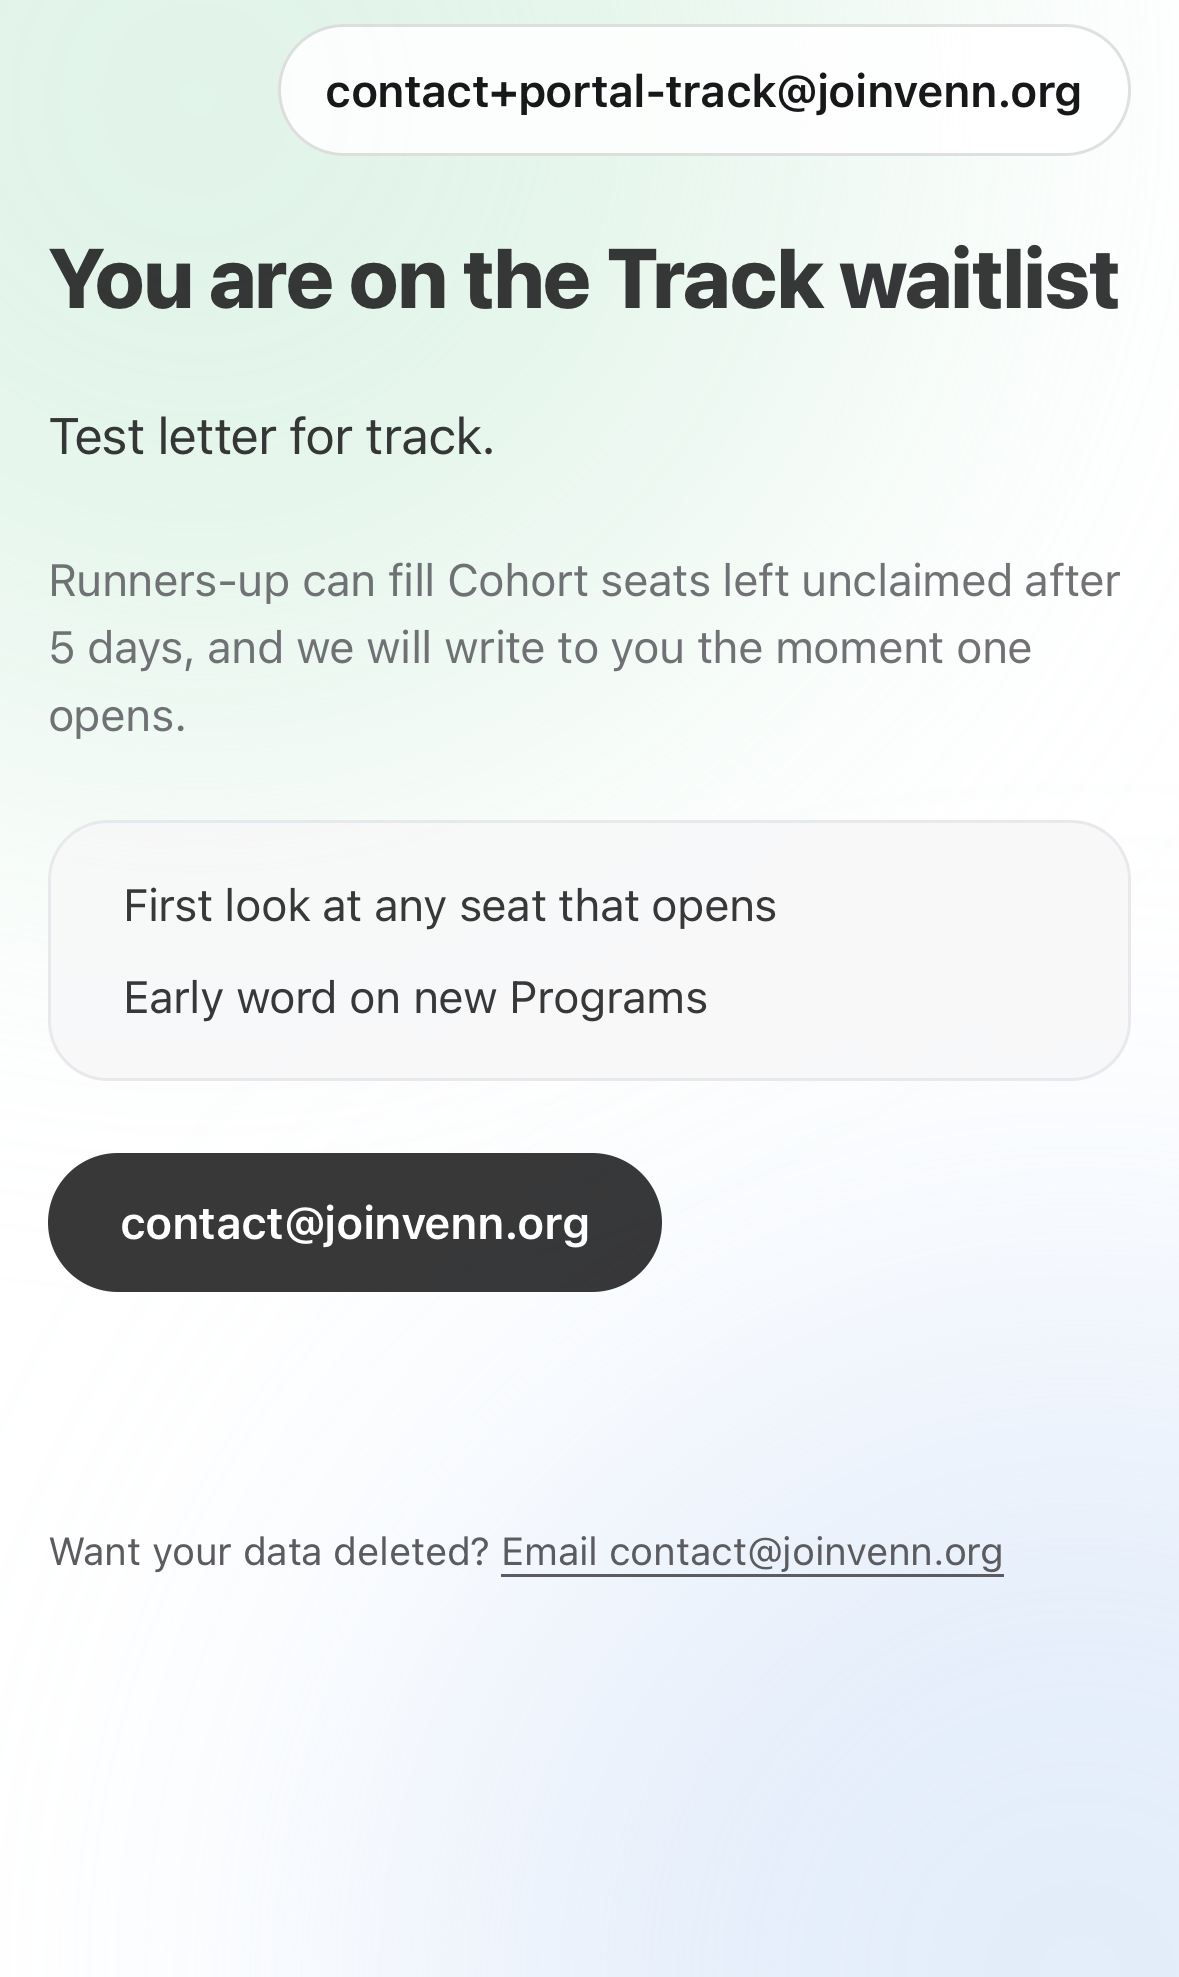 contact+portal-track@joinvenn.org
You are on the Track waitlist
Test letter for track.
Runners-up can fill Cohort seats left unclaimed after
5 days, and we will write to you the moment one
opens.
First look at any seat that opens
Early word on new Programs
contact@joinvenn.org
Want your data deleted? Email contact@joinvenn.org